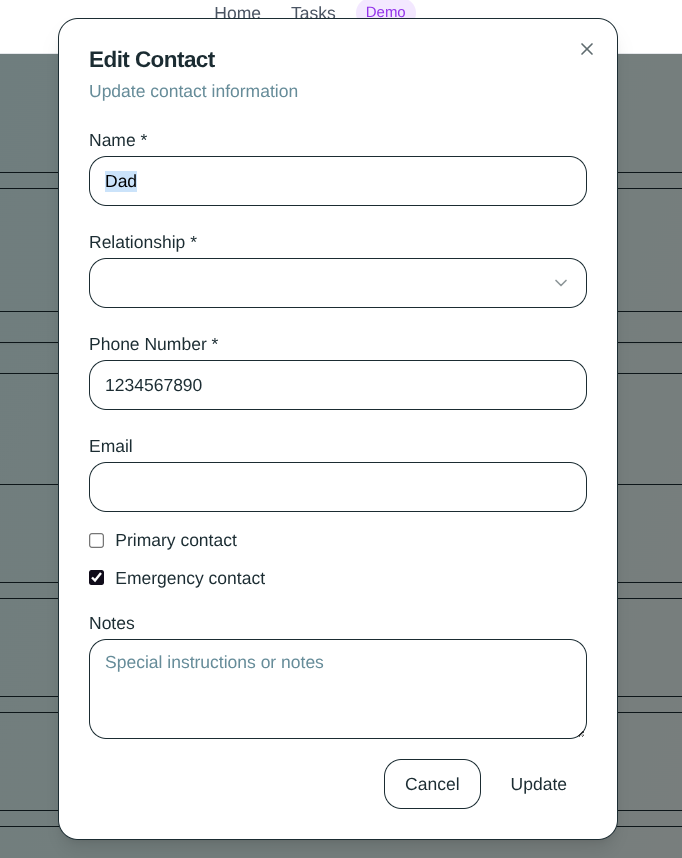 Home Tasks Demo
Edit Contact
Update contact information
Name *
Dad
Relationship *
Phone Number *
1234567890
Email
Primary contact
Emergency contact
Notes
Special instructions or notes
Cancel Update